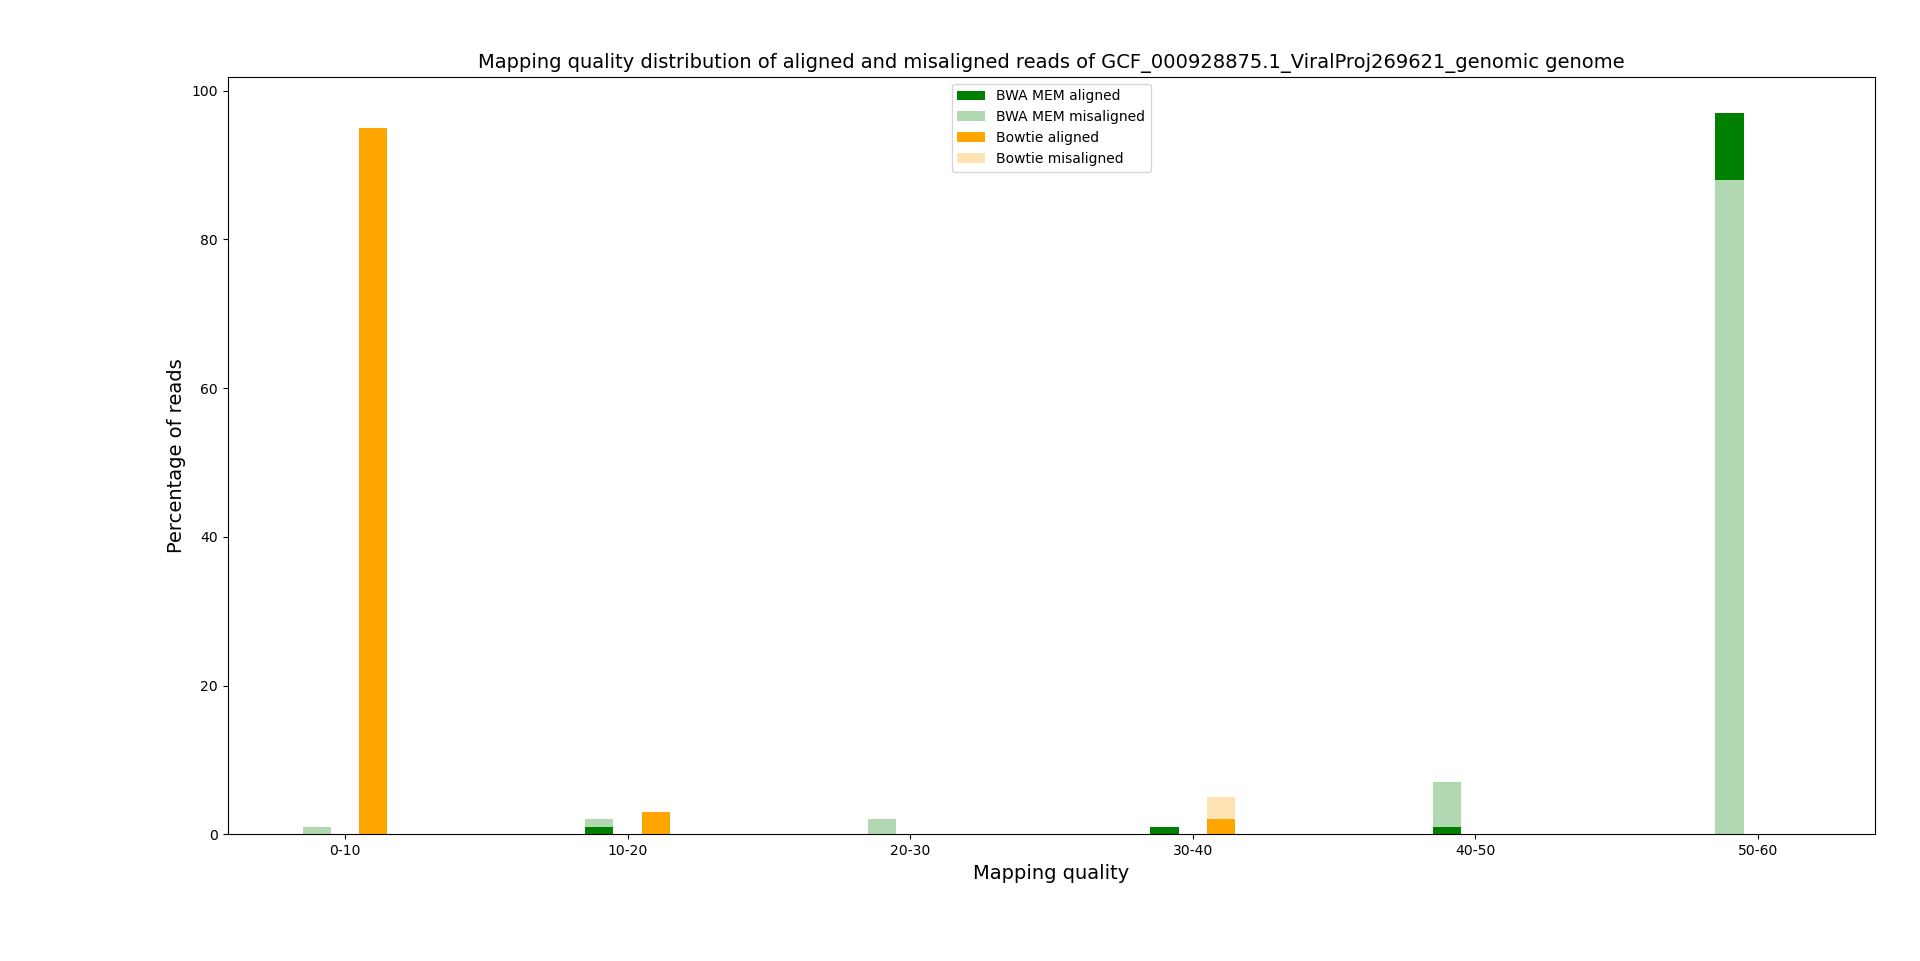 Mapping quality distribution of aligned and misaligned reads of GCF_000928875.1_ViralProj269621_genomic genome
BWA MEM aligned
BWA MEM misaligned
Bowtie aligned
Bowtie misaligned
Percentage of reads
100
80
60
40
20
0
0-10
10-20
20-30
30-40
40-50
50-60
Mapping quality